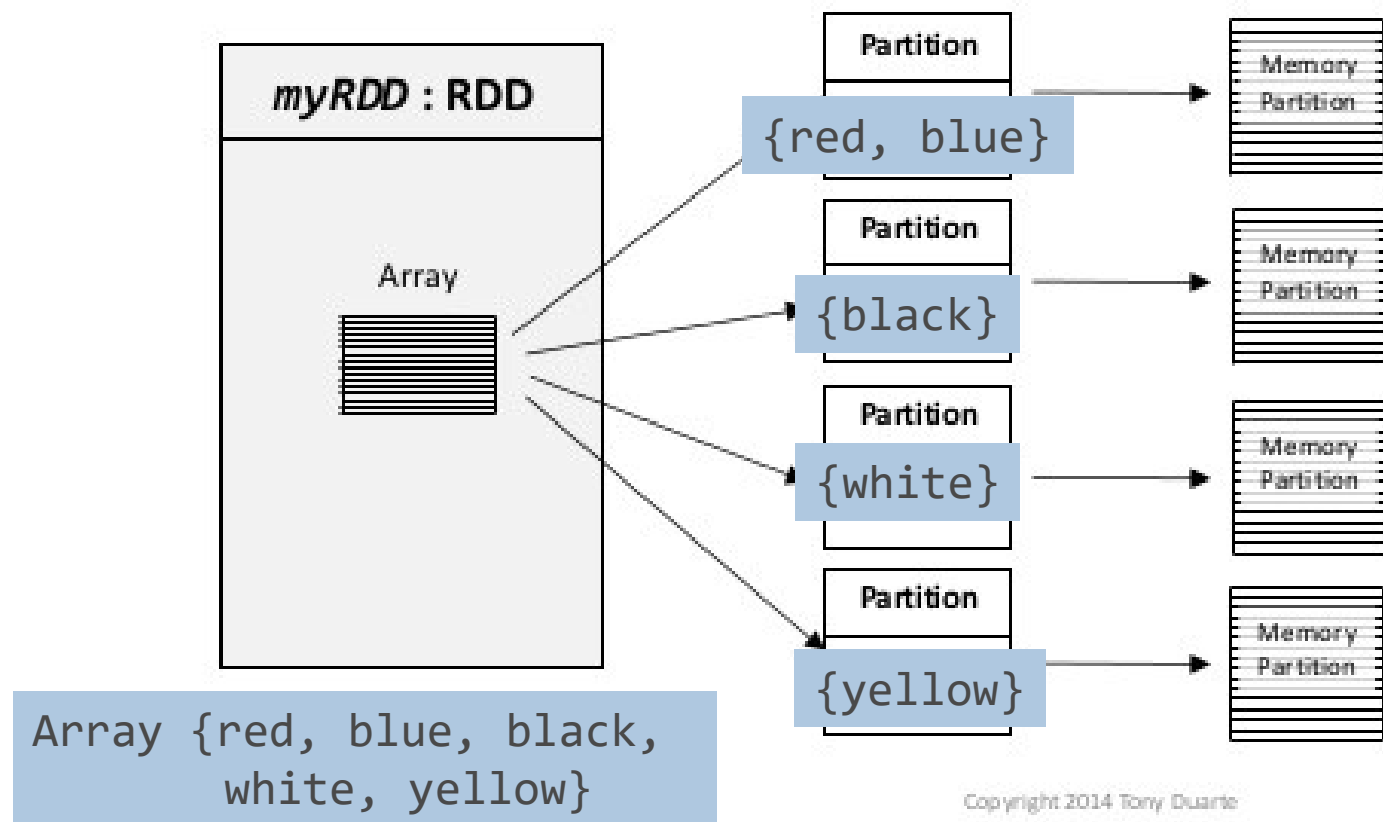 myRDD : RDD
Array
Array {red, blue, black,
white, yellow}
Partition
{red, blue}
Memory
Partition
Partition
{black}
Memory
Partition
Partition
{white}
Memory
Partition
Partition
{yellow}
Memory
Partition
Copyright 2014 Tony Duarte